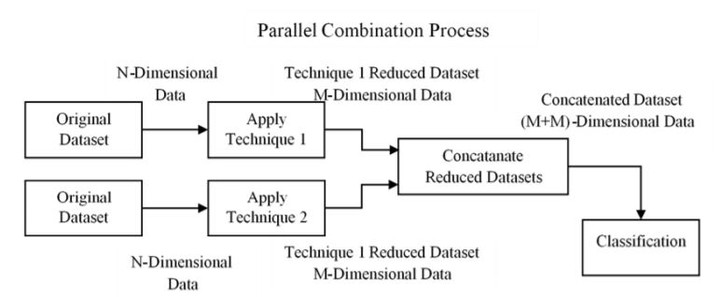 Parallel Combination Process
N-Dimensional
Data
Technique 1 Reduced Dataset
M-Dimensional Data
Concatenated Dataset
(M+M)-Dimensional Data
Original
Dataset
Apply
Technique 1
Concatanate
Reduced Datasets
Original
Dataset
Apply
Technique 2
Classification
N-Dimensional
Data
Technique 1 Reduced Dataset
M-Dimensional Data